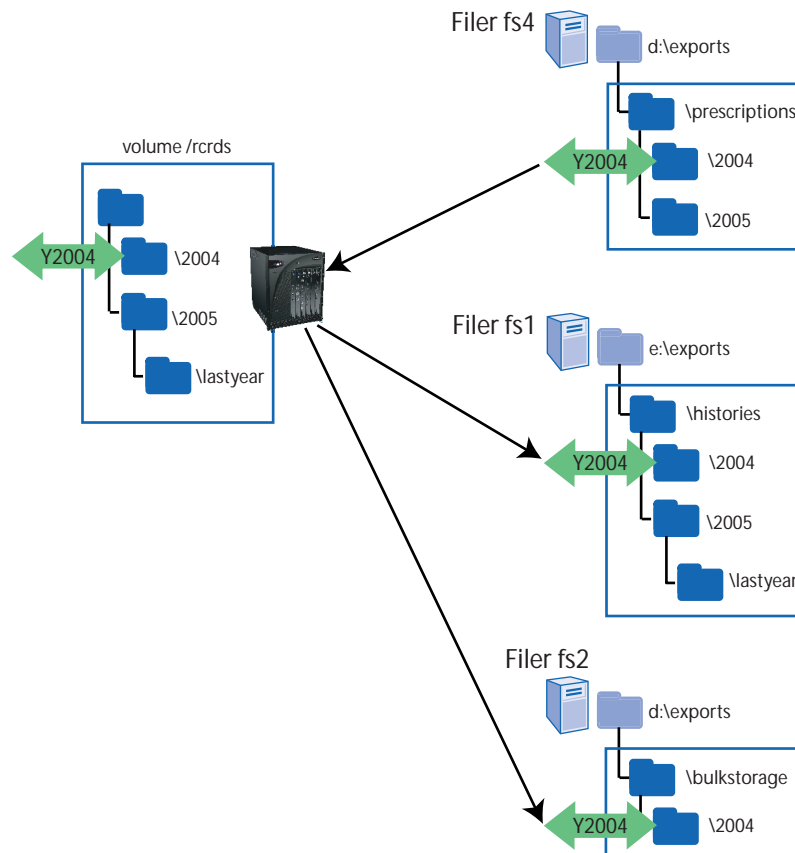 Filer fs4
d:\exports
\prescriptions
Y2004
\2004
\2005
volume /rcrds
Y2004
\2004
\2005
\lastyear
Filer fs1
e:\exports
\histories
Y2004
\2004
\2005
\lastyear
Filer fs2
d:\exports
\bulkstorage
Y2004
\2004